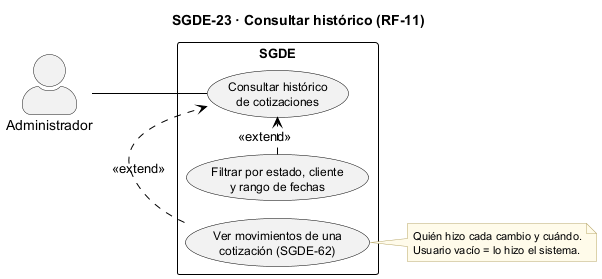 SGDE-23 · Consultar histórico (RF-11)
SGDE
Administrador
Consultar histórico
de cotizaciones
«extend»
«extend»
Filtrar por estado, cliente
y rango de fechas
Ver movimientos de una
cotización (SGDE-62)
Quién hizo cada cambio y cuándo.
Usuario vacío = lo hizo el sistema.